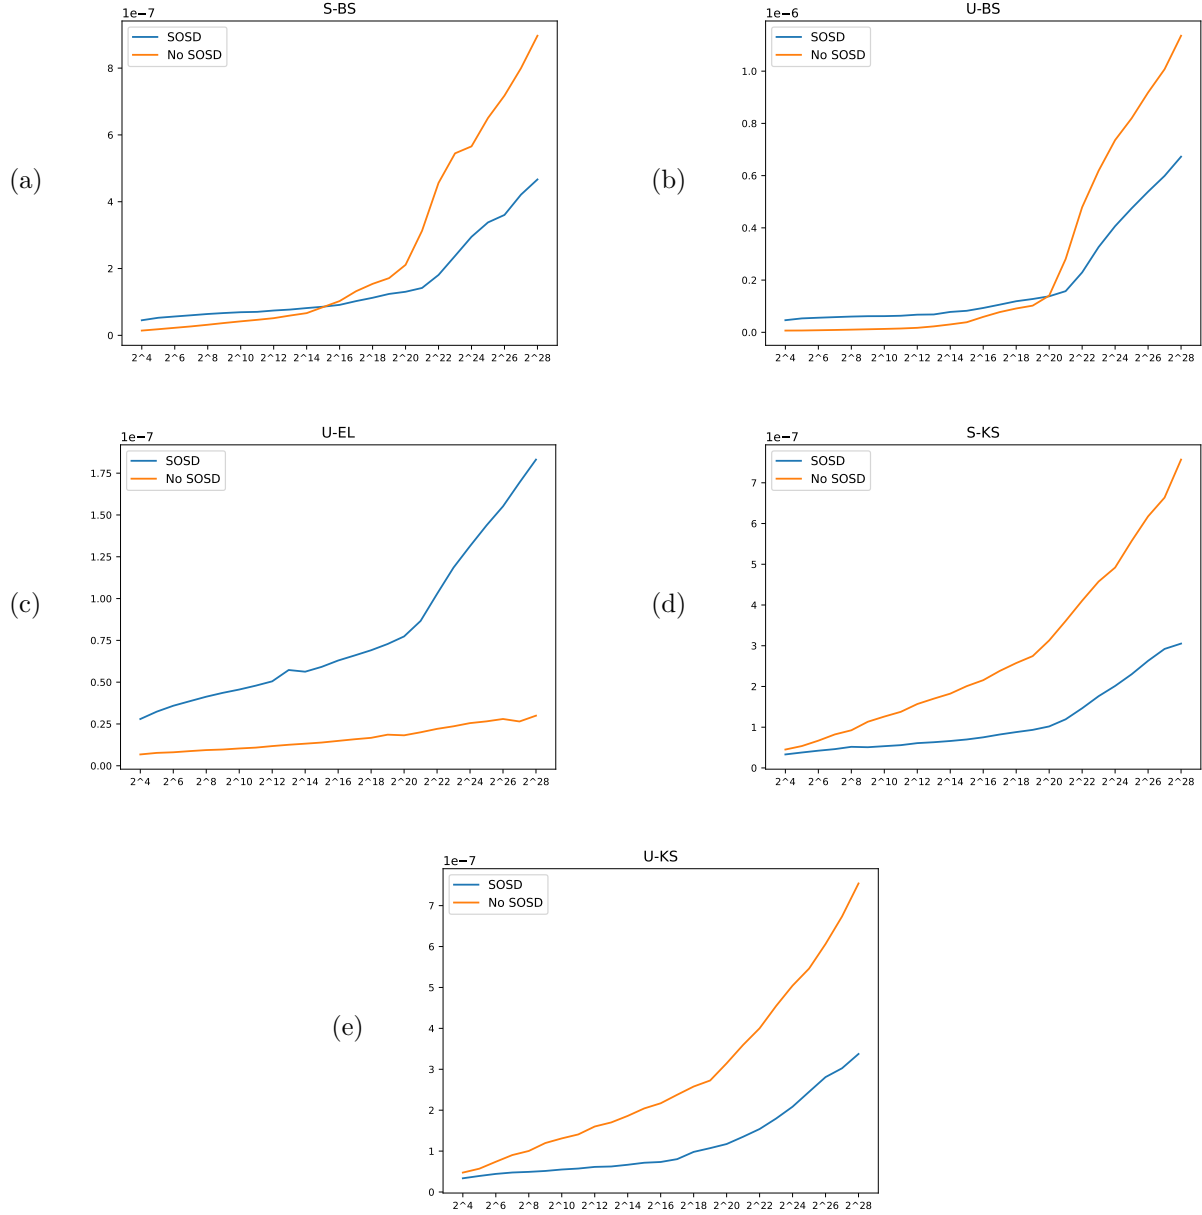 (a)
S-BS
1e−7
SOSD
No SOSD
8
6
4
2
0
2^4 2^6 2^8 2^10 2^12 2^14 2^16 2^18 2^20 2^22 2^24 2^26 2^28
(b)
U-BS
1e−6
SOSD
No SOSD
1.0
0.8
0.6
0.4
0.2
0.0
2^4 2^6 2^8 2^10 2^12 2^14 2^16 2^18 2^20 2^22 2^24 2^26 2^28
(c)
U-EL
1e−7
SOSD
No SOSD
1.75
1.50
1.25
1.00
0.75
0.50
0.25
0.00
2^4 2^6 2^8 2^10 2^12 2^14 2^16 2^18 2^20 2^22 2^24 2^26 2^28
(d)
S-KS
1e−7
SOSD
No SOSD
7
6
5
4
3
2
1
0
2^4 2^6 2^8 2^10 2^12 2^14 2^16 2^18 2^20 2^22 2^24 2^26 2^28
(e)
U-KS
1e−7
SOSD
No SOSD
7
6
5
4
3
2
1
0
2^4 2^6 2^8 2^10 2^12 2^14 2^16 2^18 2^20 2^22 2^24 2^26 2^28